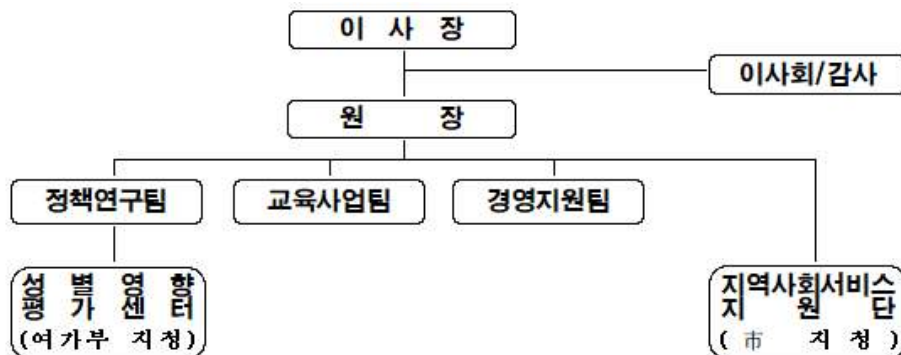 이 사 장
이사회/감사
원 장
정책연구팀
교육사업팀
경영지원팀
성 별 영 향
평 가 센 터
(여가부 지청)
지역사회서비스
지 원 단
( 市 지청 )